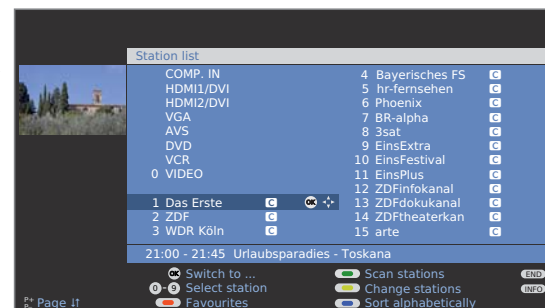 Station list
COMP. IN
HDMI1/DVI
HDMI2/DVI
VGA
AVS
DVD
VCR
0 VIDEO
1 Das Erste C OK
2 ZDF C
3 WDR Köln C
4 Bayerisches FS C
5 hr-fernsehen C
6 Phoenix C
7 BR-alpha C
8 3sat C
9 EinsExtra C
10 EinsFestival C
11 EinsPlus C
12 ZDFinfokanal C
13 ZDFdokukanal C
14 ZDFtheaterkan C
15 arte C
21:00 - 21:45 Urlaubsparadies - Toskana
OK Switch to ...
0-9 Select station
P+ P- Page
Favourites
Scan stations
Change stations
Sort alphabetically
END
INFO